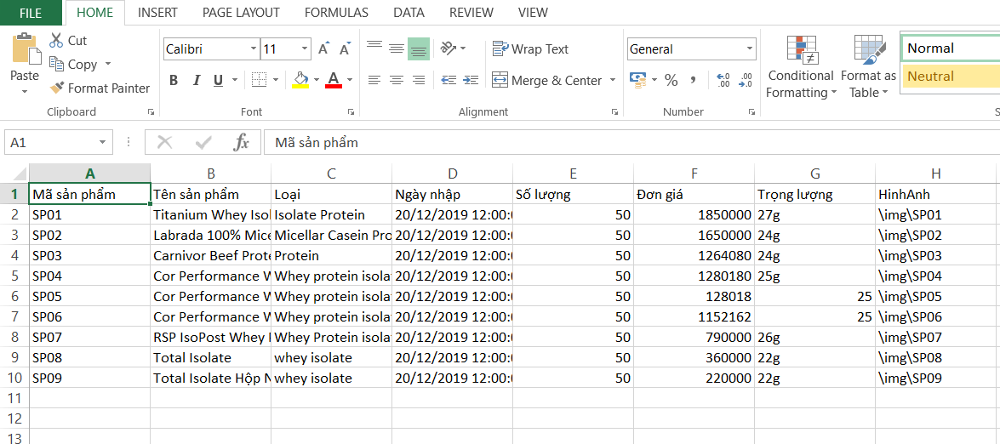 FILE HOME INSERT PAGE LAYOUT FORMULAS DATA REVIEW VIEW
Paste
Cut
Copy
Format Painter
Clipboard
Calibri 11 A A
B I U A
Font
Wrap Text
Merge & Center
Alignment
General
% , .0 .00 .00 .0
Number
Conditional Formatting
Format as Table
Normal
Neutral
S
A1 fx Mã sản phẩm
A B C D E F G H
1 Mã sản phẩm Tên sản phẩm Loại Ngày nhập Số lượng Đơn giá Trọng lượng HinhAnh
2 SP01 Titanium Whey Isol Isolate Protein 20/12/2019 12:00: 50 1850000 27g \img\SP01
3 SP02 Labrada 100% Mice Micellar Casein Pro 20/12/2019 12:00: 50 1650000 24g \img\SP02
4 SP03 Carnivor Beef Prote Protein 20/12/2019 12:00: 50 1264080 24g \img\SP03
5 SP04 Cor Performance W Whey protein isola 20/12/2019 12:00: 50 1280180 25g \img\SP04
6 SP05 Cor Performance W Whey protein isola 20/12/2019 12:00: 50 128018 25 \img\SP05
7 SP06 Cor Performance W Whey protein isola 20/12/2019 12:00: 50 1152162 25 \img\SP06
8 SP07 RSP IsoPost Whey Whey Protein isola 20/12/2019 12:00: 50 790000 26g \img\SP07
9 SP08 Total Isolate whey isolate 20/12/2019 12:00: 50 360000 22g \img\SP08
10 SP09 Total Isolate Hộp N whey isolate 20/12/2019 12:00: 50 220000 22g \img\SP09
11
12
13